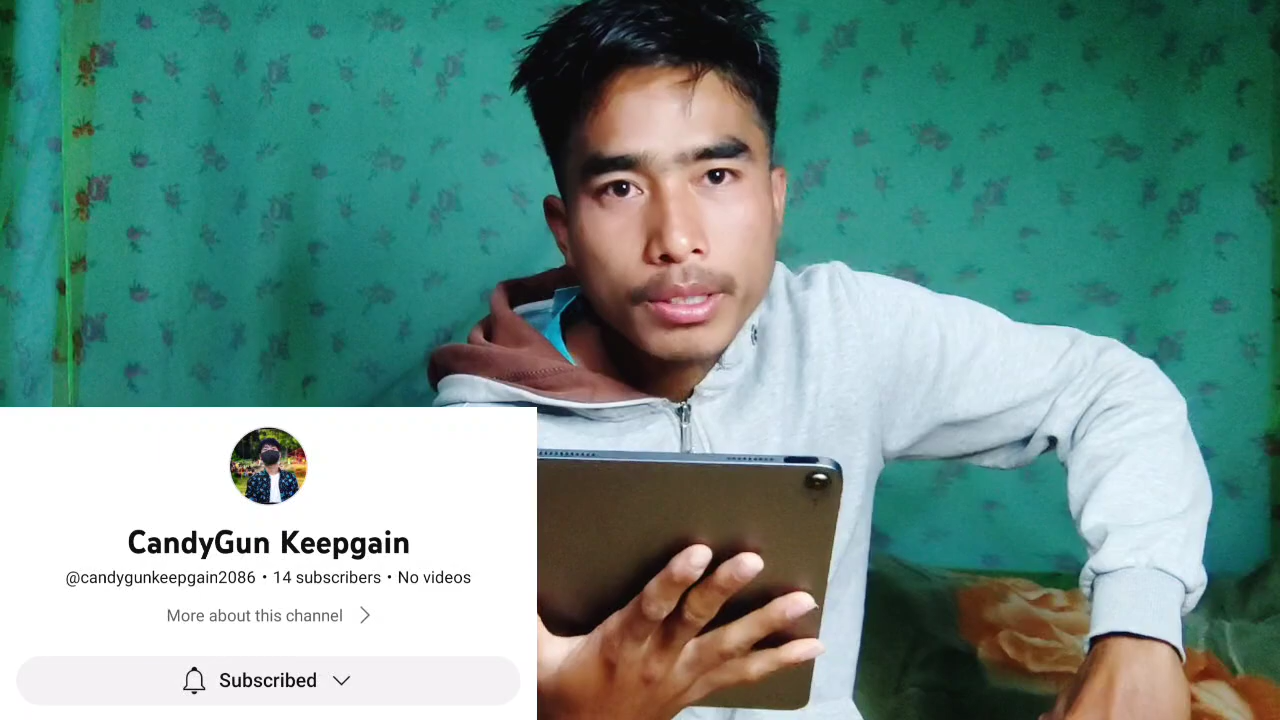 CandyGun Keepgain
@candygunkeepgain2086 • 14 subscribers • No videos
More about this channel
Subscribed